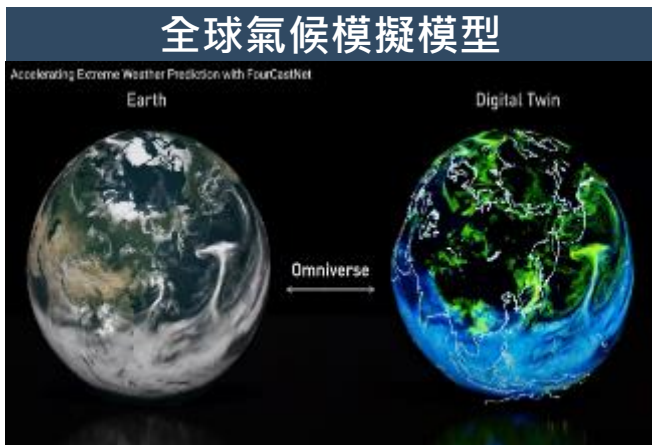 全球氣候模擬模型
Accelerating Extreme Weather Prediction with FourCastNet
Earth
Digital Twin
Omniverse